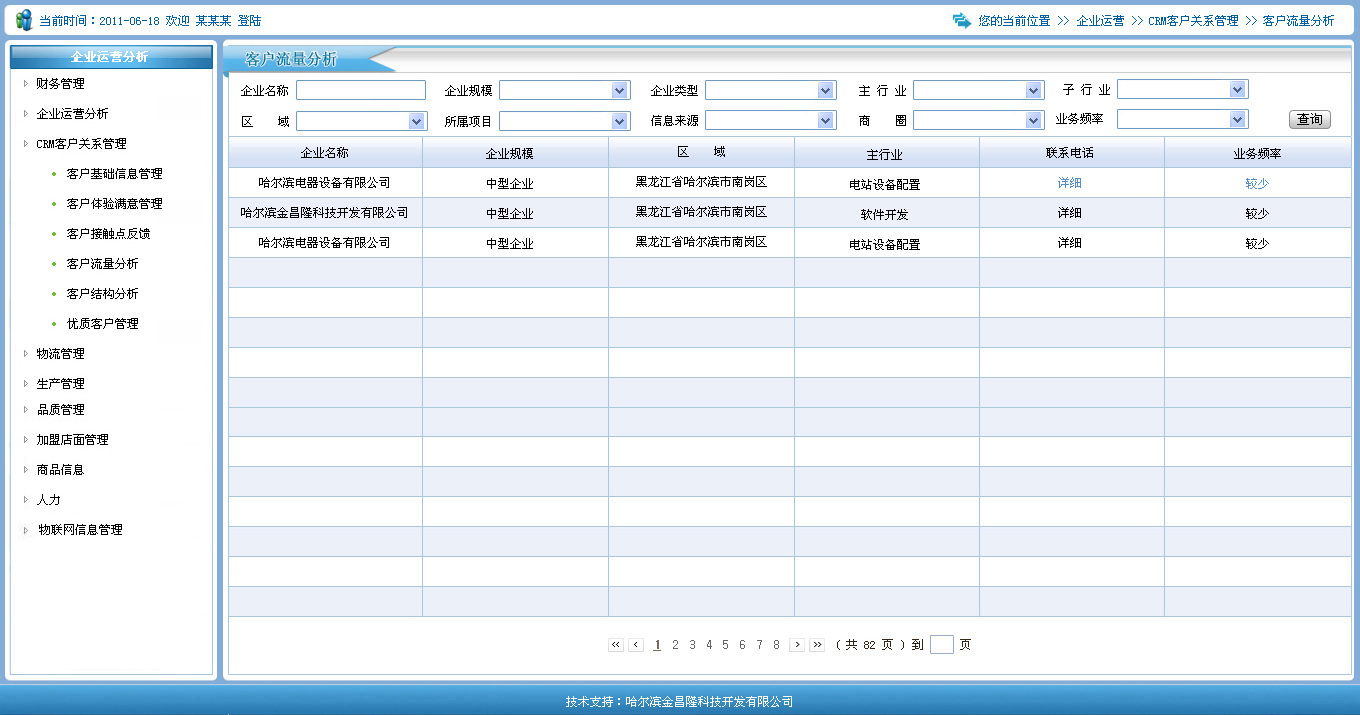 当前时间：2011-06-18 欢迎 某某某 登陆
您的当前位置 >> 企业运营 >> CRM客户关系管理 >> 客户流量分析
企业运营分析
财务管理
企业运营分析
CRM客户关系管理
客户基础信息管理
客户体验满意管理
客户接触点反馈
客户流量分析
客户结构分析
优质客户管理
物流管理
生产管理
品质管理
加盟店面管理
商品信息
人力
物联网信息管理
客户流量分析
企业名称 企业规模 企业类型 主 行 业 子 行 业
区 域 所属项目 信息来源 商 圈 业务频率 查询
企业名称 企业规模 区 域 主行业 联系电话 业务频率
哈尔滨电器设备有限公司 中型企业 黑龙江省哈尔滨市南岗区 电站设备配置 详细 较少
哈尔滨金昌隆科技开发有限公司 中型企业 黑龙江省哈尔滨市南岗区 软件开发 详细 较少
哈尔滨电器设备有限公司 中型企业 黑龙江省哈尔滨市南岗区 电站设备配置 详细 较少
<< < 1 2 3 4 5 6 7 8 > >> ( 共 82 页 ) 到 页
技术支持：哈尔滨金昌隆科技开发有限公司